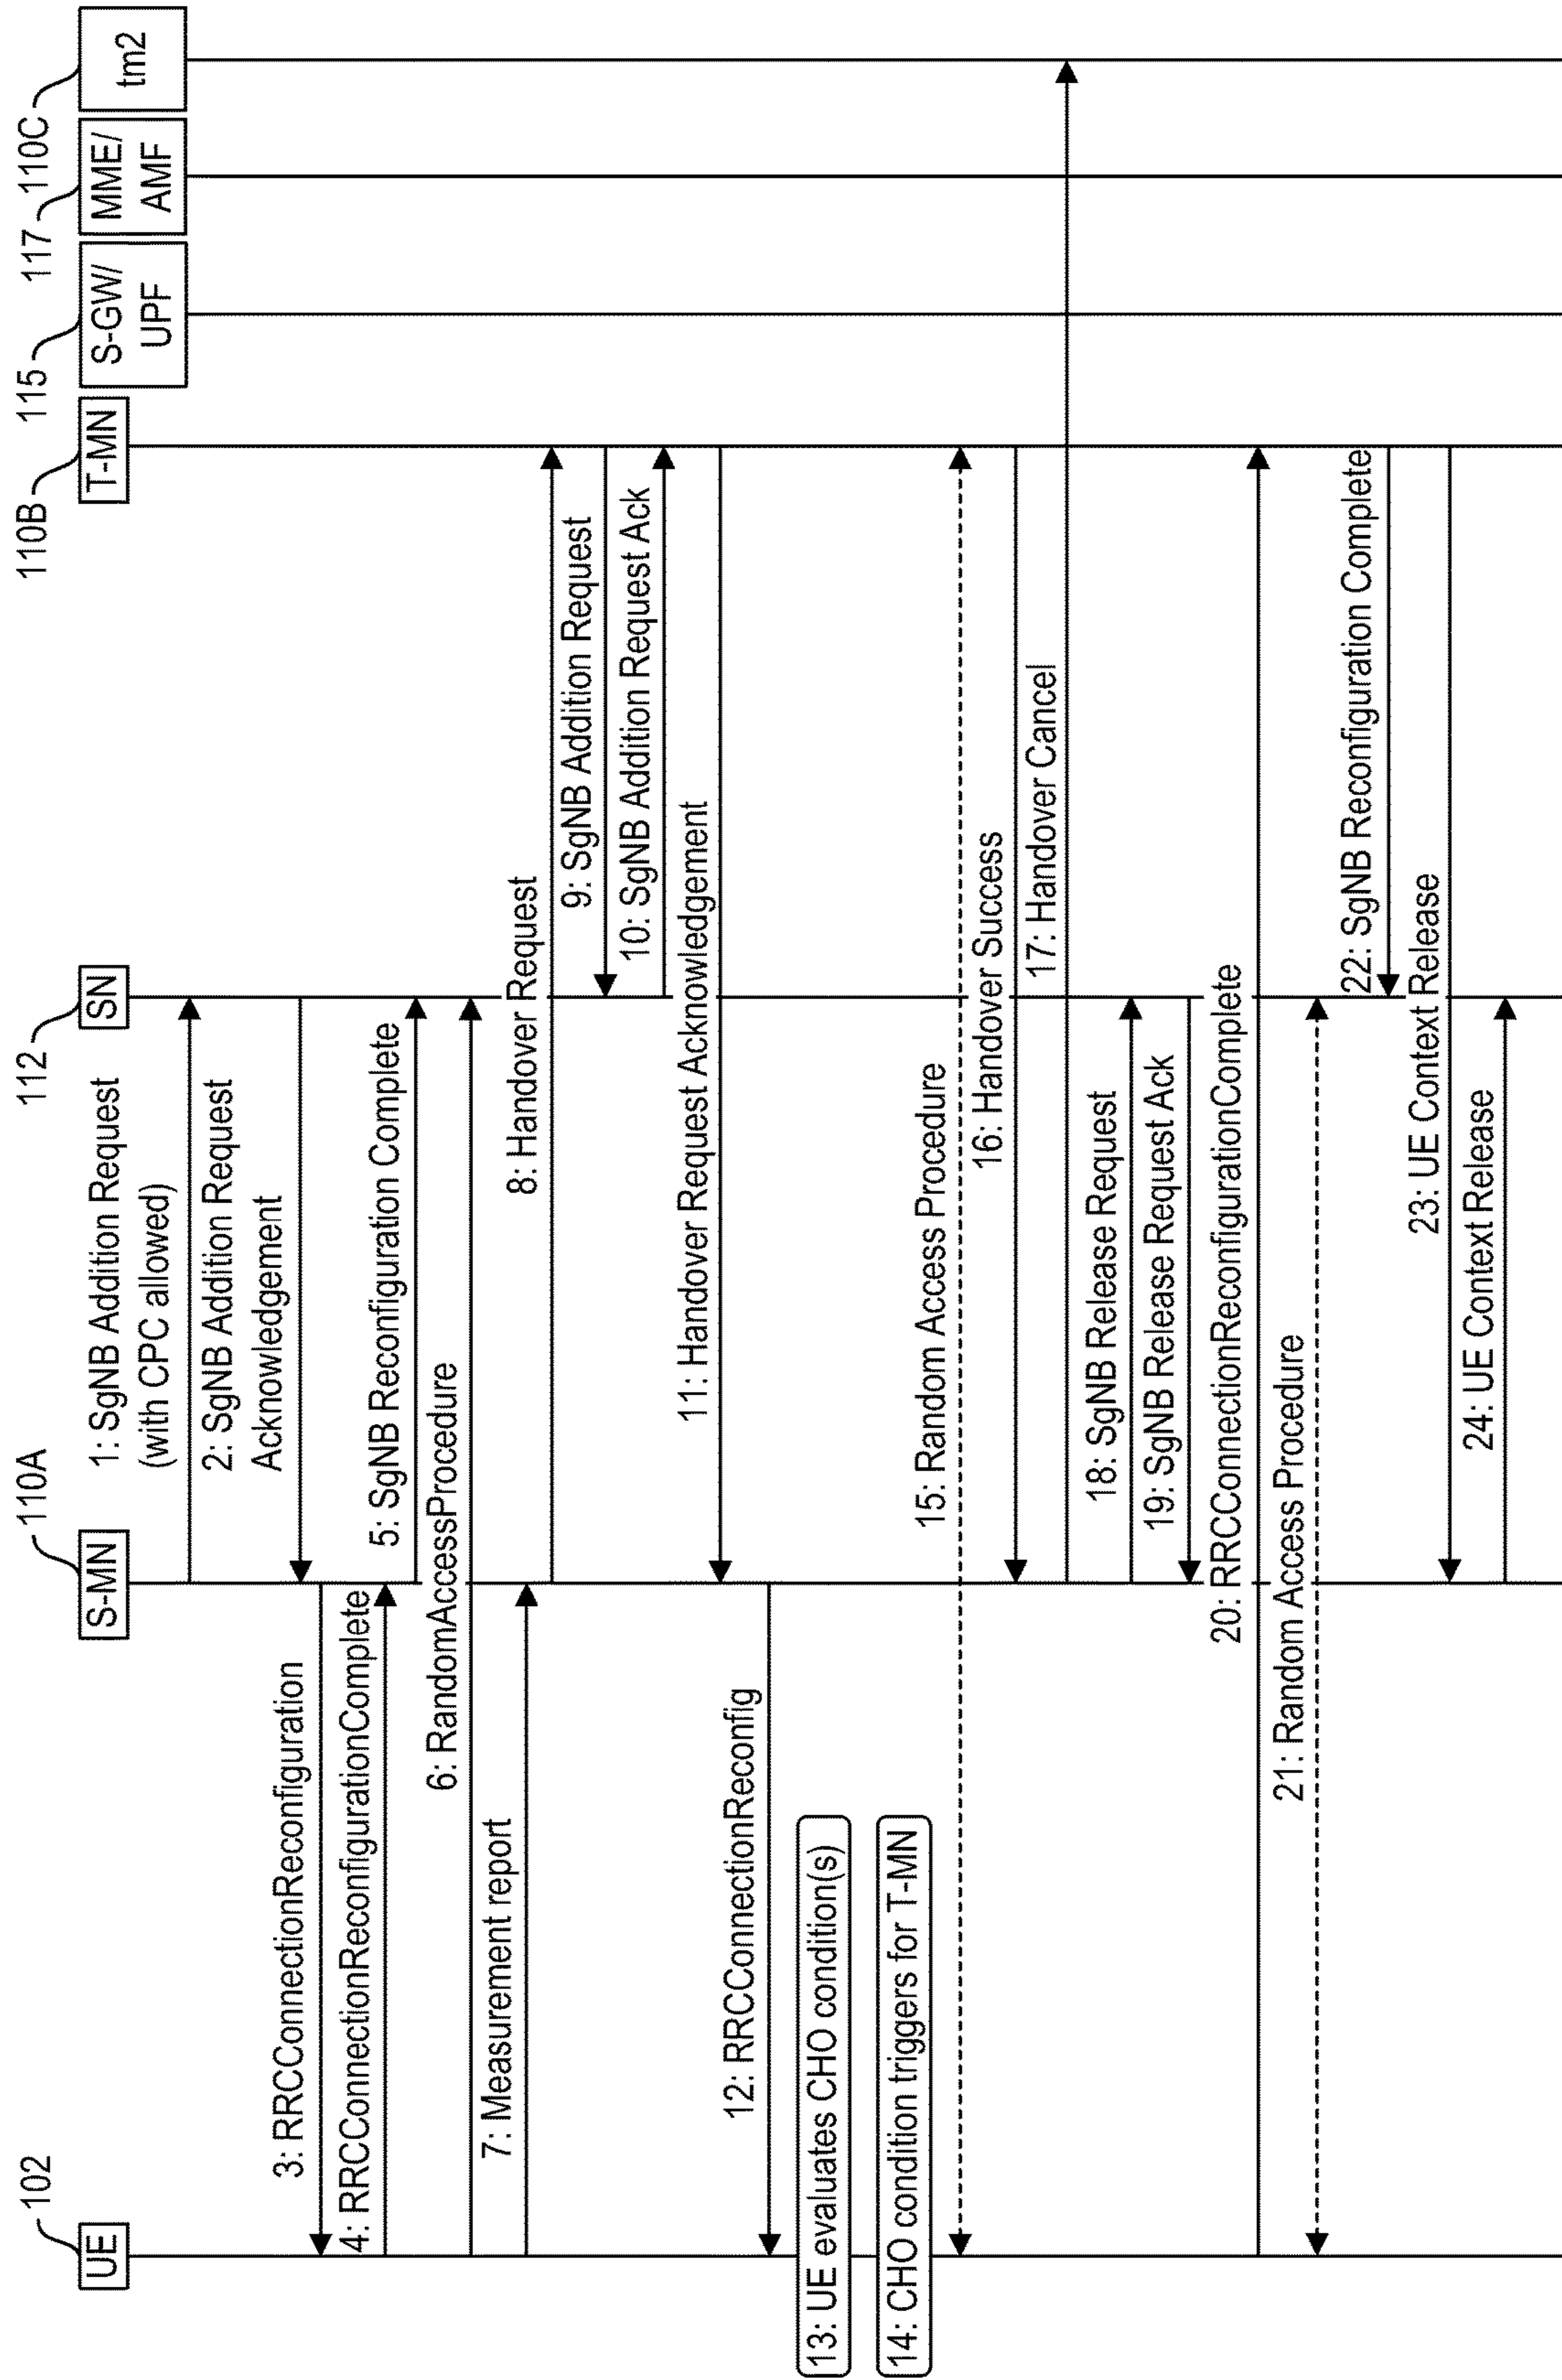 102
110A
112
110B
115
117
110C
UE
S-MN
SN
T-MN
S-GW/
UPF
MME/
AMF
tm2
1: SgNB Addition Request
(with CPC allowed)
2: SgNB Addition Request
Acknowledgement
3: RRCConnectionReconfiguration
4: RRCConnectionReconfigurationComplete
5: SgNB Reconfiguration Complete
6: RandomAccessProcedure
7: Measurement report
8: Handover Request
9: SgNB Addition Request
10: SgNB Addition Request Ack
11: Handover Request Acknowledgement
12: RRCConnectionReconfig
13: UE evaluates CHO condition(s)
14: CHO condition triggers for T-MN
15: Random Access Procedure
16: Handover Success
17: Handover Cancel
18: SgNB Release Request
19: SgNB Release Request Ack
20: RRCConnectionReconfigurationComplete
21: Random Access Procedure
22: SgNB Reconfiguration Complete
23: UE Context Release
24: UE Context Release